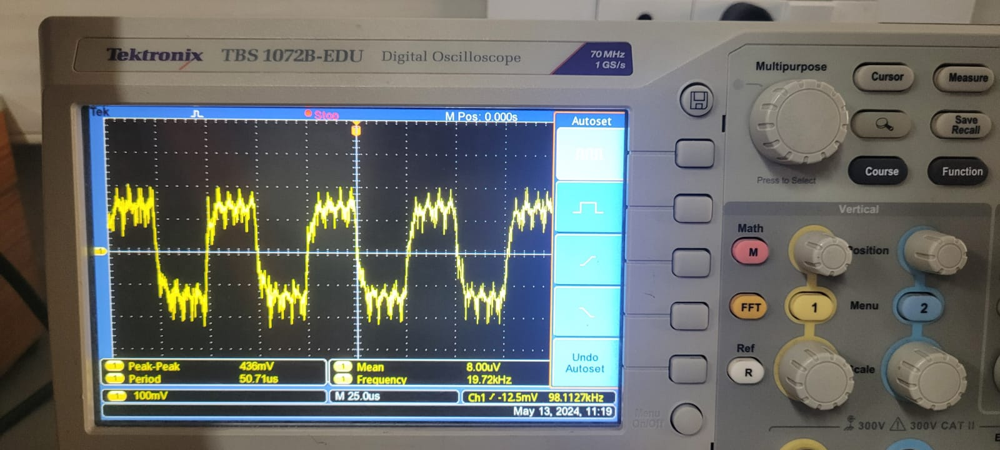 Tektronix TBS 1072B-EDU Digital Oscilloscope
70 MHz
1 GS/s
Tek
Stop
M Pos: 0.000s
Autoset
1
Peak-Peak 436mV
Period 50.71us
Mean 8.00uV
Frequency 19.72kHz
1 100mV
M 25.0us
Ch1 -12.5mV 98.1127kHz
May 13, 2024, 11:19
Undo
Autoset
Multipurpose
Press to Select
Cursor
Measure
Save
Recall
Course
Function
Vertical
Math
M
Position
FFT
1
Menu
2
Ref
R
Scale
Menu
On/Off
300V
300V CAT II